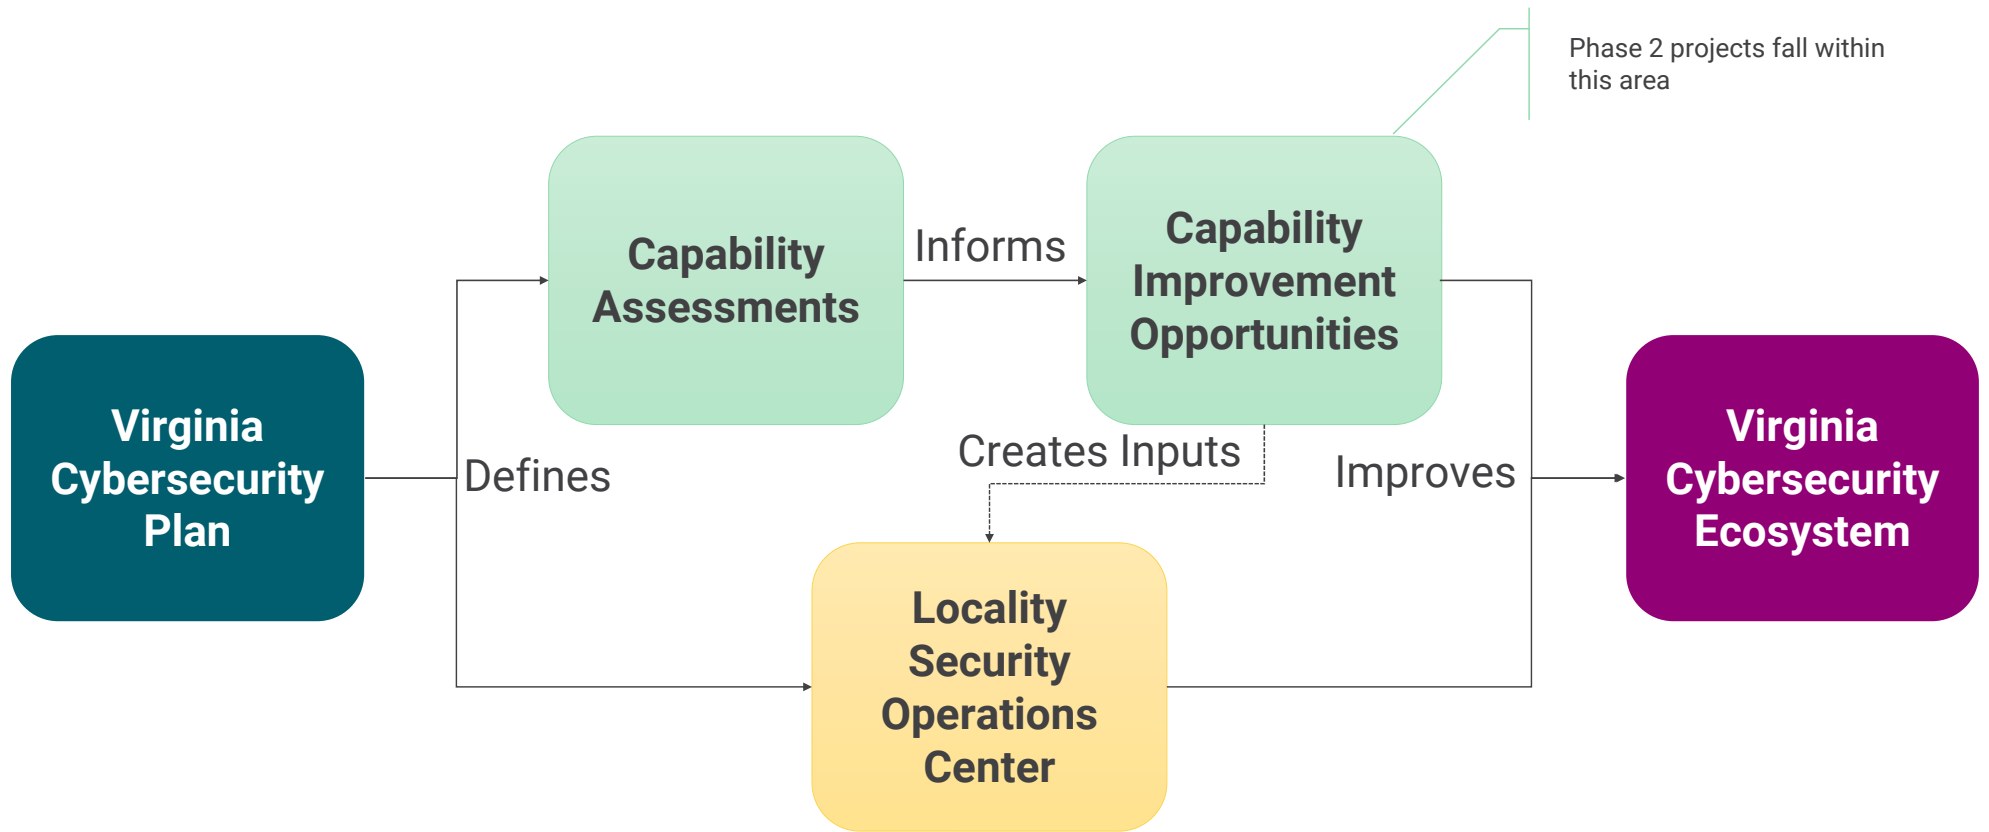 Phase 2 projects fall within
this area
Capability
Assessments
Informs
Capability
Improvement
Opportunities
Virginia
Cybersecurity
Plan
Defines
Creates Inputs
Improves
Virginia
Cybersecurity
Ecosystem
Locality
Security
Operations
Center